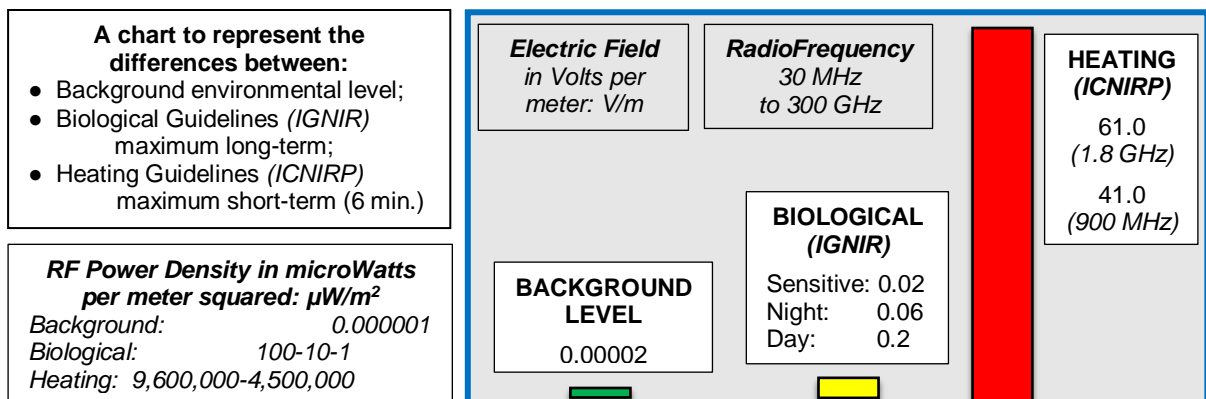 A chart to represent the
differences between:
● Background environmental level;
● Biological Guidelines (IGNIR)
maximum long-term;
● Heating Guidelines (ICNIRP)
maximum short-term (6 min.)
RF Power Density in microWatts
per meter squared: µW/m²
Background: 0.000001
Biological: 100-10-1
Heating: 9,600,000-4,500,000
Electric Field
in Volts per
meter: V/m
RadioFrequency
30 MHz
to 300 GHz
BACKGROUND
LEVEL
0.00002
BIOLOGICAL
(IGNIR)
Sensitive: 0.02
Night: 0.06
Day: 0.2
HEATING
(ICNIRP)
61.0
(1.8 GHz)
41.0
(900 MHz)